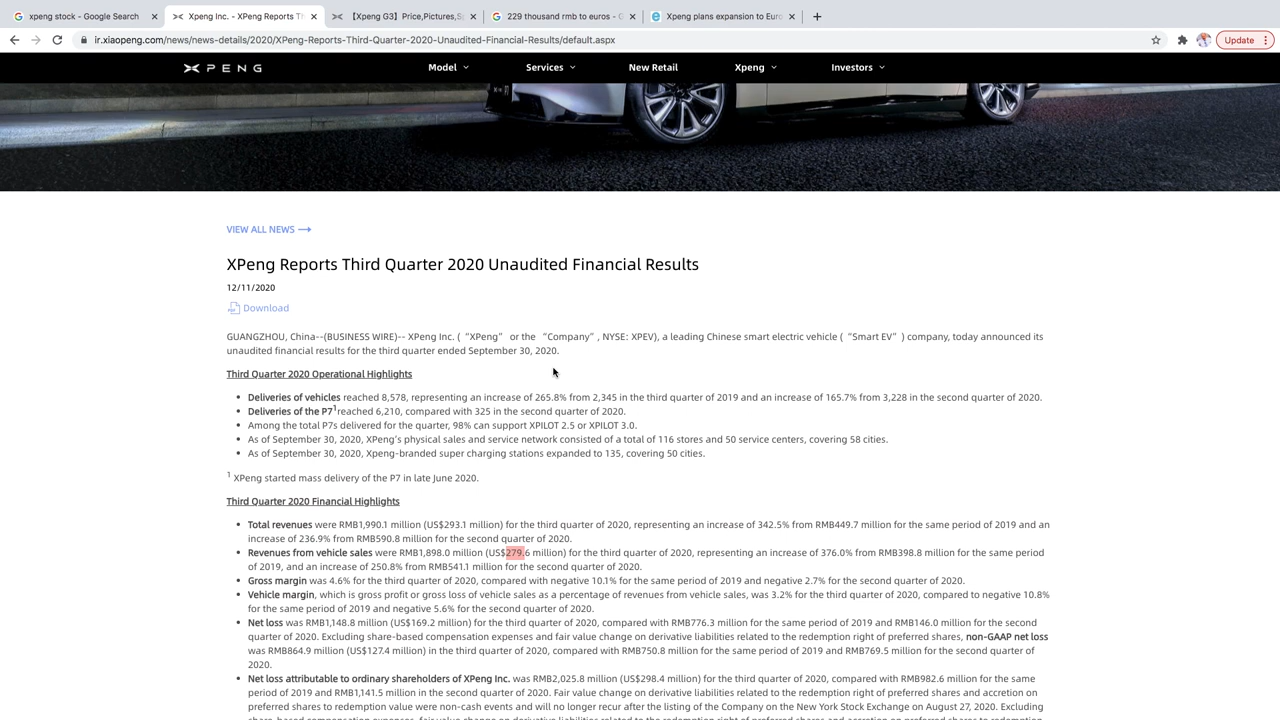 xpeng stock - Google Search
Xpeng Inc. - XPeng Reports Th
【Xpeng G3】Price,Pictures,S
229 thousand rmb to euros - G
Xpeng plans expansion to Euro
ir.xiaopeng.com/news/news-details/2020/XPeng-Reports-Third-Quarter-2020-Unaudited-Financial-Results/default.aspx
Update
XPENG
Model
Services
New Retail
Xpeng
Investors
VIEW ALL NEWS
XPeng Reports Third Quarter 2020 Unaudited Financial Results
12/11/2020
Download
GUANGZHOU, China--(BUSINESS WIRE)-- XPeng Inc. ( “XPeng” or the “Company”, NYSE: XPEV), a leading Chinese smart electric vehicle ( “Smart EV” ) company, today announced its
unaudited financial results for the third quarter ended September 30, 2020.
Third Quarter 2020 Operational Highlights
• Deliveries of vehicles reached 8,578, representing an increase of 265.8% from 2,345 in the third quarter of 2019 and an increase of 165.7% from 3,228 in the second quarter of 2020.
• Deliveries of the P7¹reached 6,210, compared with 325 in the second quarter of 2020.
• Among the total P7s delivered for the quarter, 98% can support XPILOT 2.5 or XPILOT 3.0.
• As of September 30, 2020, XPeng’s physical sales and service network consisted of a total of 116 stores and 50 service centers, covering 58 cities.
• As of September 30, 2020, Xpeng-branded super charging stations expanded to 135, covering 50 cities.
¹ XPeng started mass delivery of the P7 in late June 2020.
Third Quarter 2020 Financial Highlights
• Total revenues were RMB1,990.1 million (US$293.1 million) for the third quarter of 2020, representing an increase of 342.5% from RMB449.7 million for the same period of 2019 and an
increase of 236.9% from RMB590.8 million for the second quarter of 2020.
• Revenues from vehicle sales were RMB1,898.0 million (US$279.6 million) for the third quarter of 2020, representing an increase of 376.0% from RMB398.8 million for the same period
of 2019, and an increase of 250.8% from RMB541.1 million for the second quarter of 2020.
• Gross margin was 4.6% for the third quarter of 2020, compared with negative 10.1% for the same period of 2019 and negative 2.7% for the second quarter of 2020.
• Vehicle margin, which is gross profit or gross loss of vehicle sales as a percentage of revenues from vehicle sales, was 3.2% for the third quarter of 2020, compared to negative 10.8%
for the same period of 2019 and negative 5.6% for the second quarter of 2020.
• Net loss was RMB1,148.8 million (US$169.2 million) for the third quarter of 2020, compared with RMB776.3 million for the same period of 2019 and RMB146.0 million for the second
quarter of 2020. Excluding share-based compensation expenses and fair value change on derivative liabilities related to the redemption right of preferred shares, non-GAAP net loss
was RMB864.9 million (US$127.4 million) in the third quarter of 2020, compared with RMB750.8 million for the same period of 2019 and RMB769.5 million for the second quarter of
2020.
• Net loss attributable to ordinary shareholders of XPeng Inc. was RMB2,025.8 million (US$298.4 million) for the third quarter of 2020, compared with RMB982.6 million for the same
period of 2019 and RMB1,141.5 million in the second quarter of 2020. Fair value change on derivative liabilities related to the redemption right of preferred shares and accretion on
preferred shares to redemption value were non-cash events and will no longer recur after the listing of the Company on the New York Stock Exchange on August 27, 2020. Excluding
share-based compensation expenses, fair value change on derivative liabilities related to the redemption right of preferred shares and accretion on preferred shares to redemption